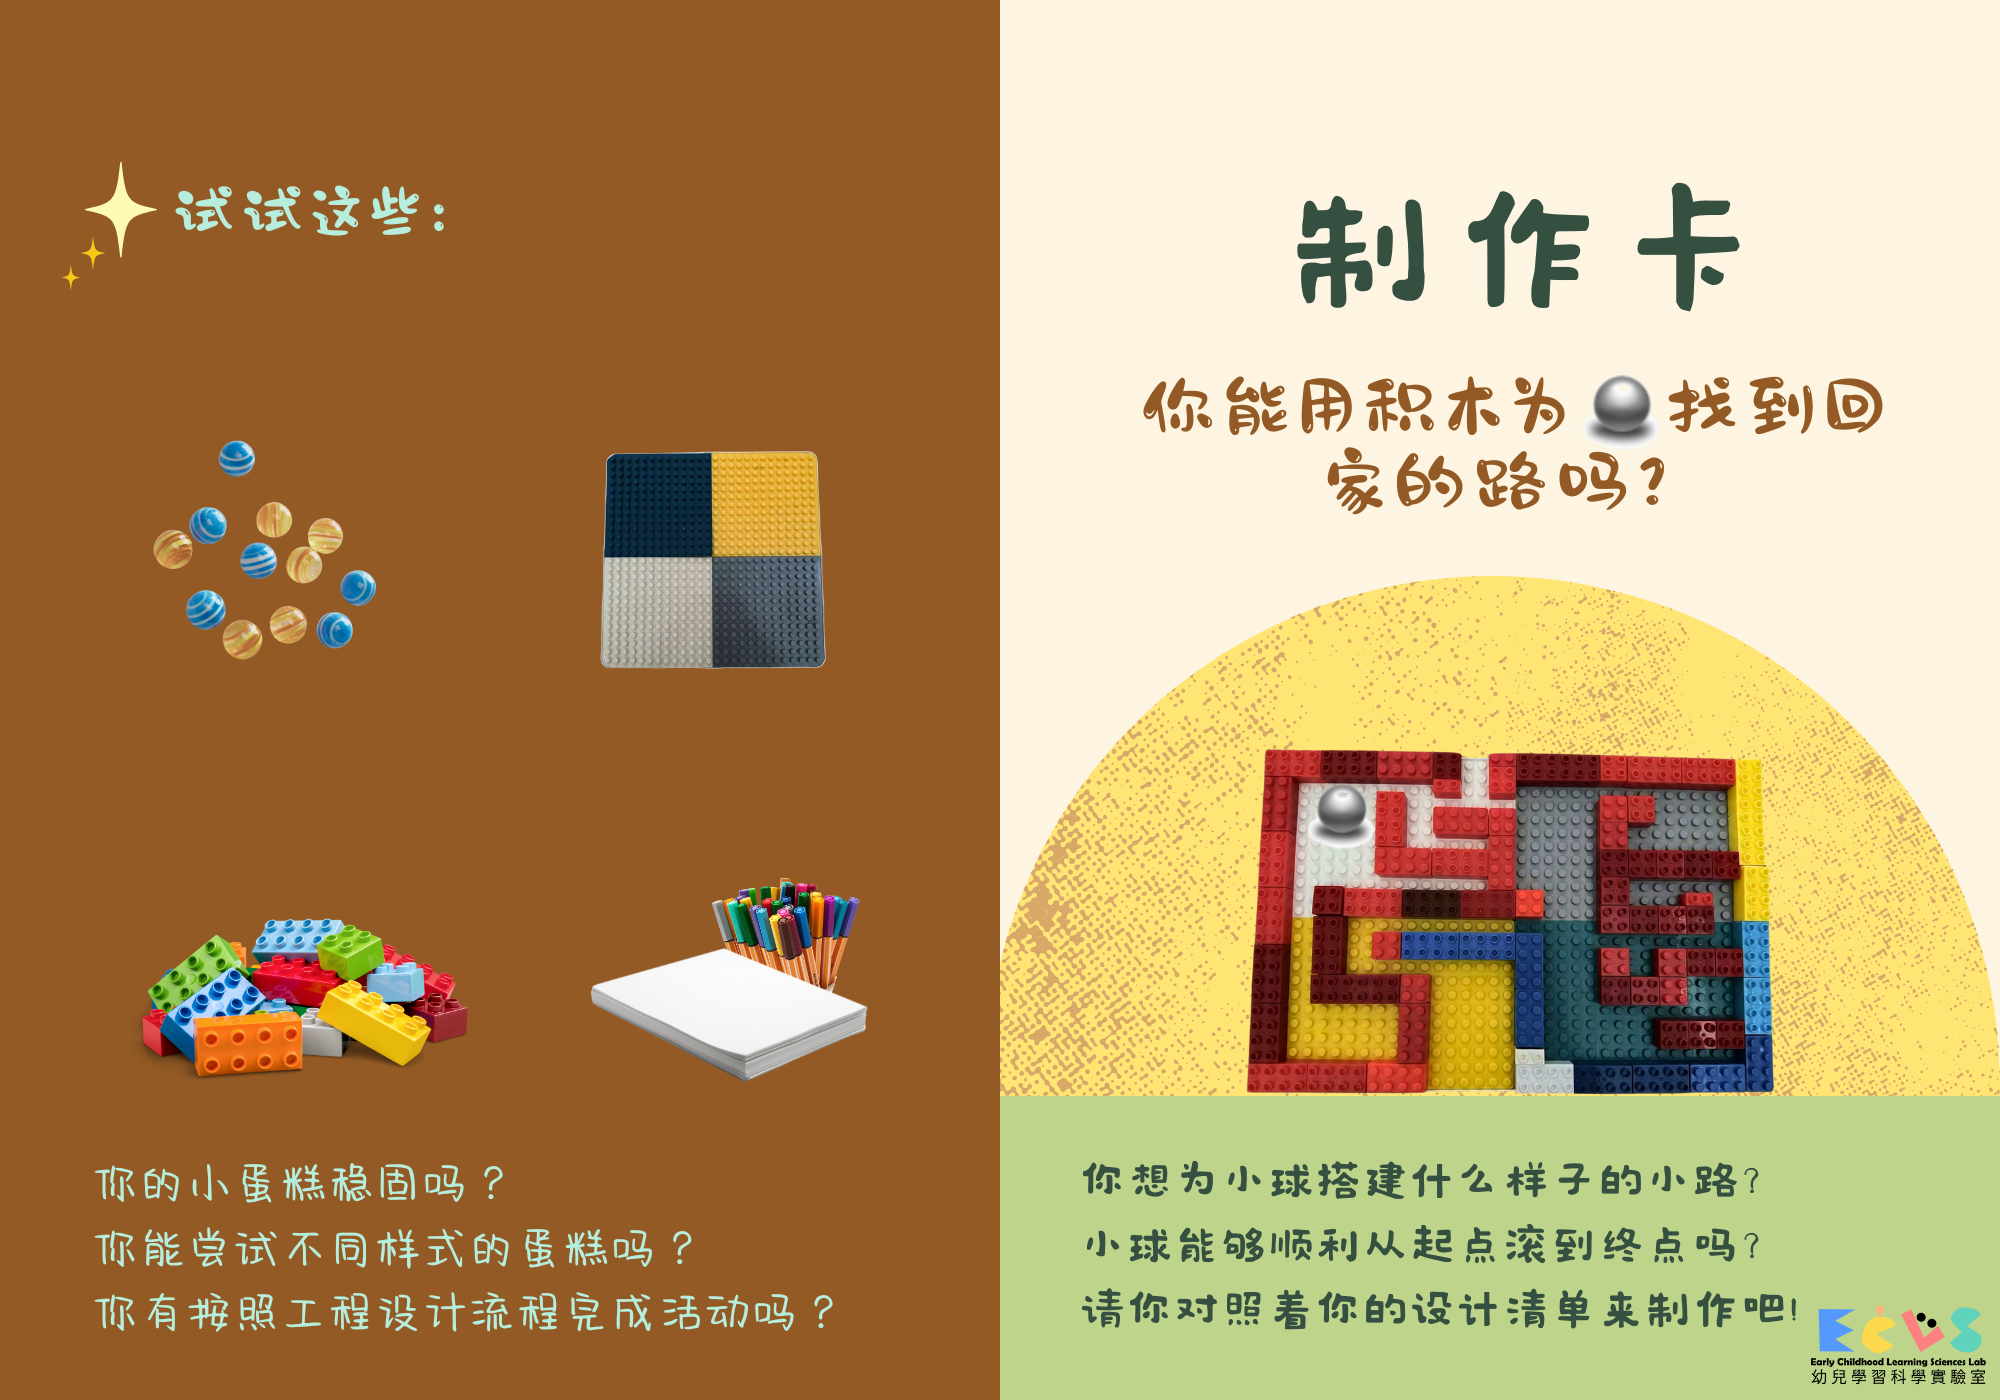 试试这些：
你的小蛋糕稳固吗？
你能尝试不同样式的蛋糕吗？
你有按照工程设计流程完成活动吗？
制作卡
你能用积木为找到回
家的路吗？
你想为小球搭建什么样子的小路？
小球能够顺利从起点滚到终点吗？
请你对照着你的设计清单来制作吧！
ECLS
Early Childhood Learning Sciences Lab
幼兒學習科學實驗室